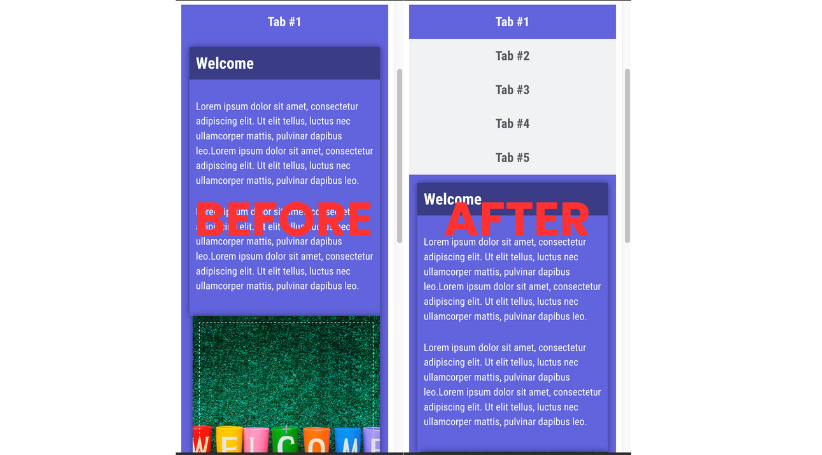 Tab #1
Welcome
Lorem ipsum dolor sit amet, consectetur
adipiscing elit. Ut elit tellus, luctus nec
ullamcorper mattis, pulvinar dapibus
leo.Lorem ipsum dolor sit amet, consectetur
adipiscing elit. Ut elit tellus, luctus nec
ullamcorper mattis, pulvinar dapibus leo.
Lorem ipsum dolor sit amet, consectetur
adipiscing elit. Ut elit tellus, luctus nec
BEFORE
ullamcorper mattis, pulvinar dapibus
leo.Lorem ipsum dolor sit amet, consectetur
adipiscing elit. Ut elit tellus, luctus nec
ullamcorper mattis, pulvinar dapibus leo.
WELCOME
Tab #1
Tab #2
Tab #3
Tab #4
Tab #5
Welcome
AFTER
Lorem ipsum dolor sit amet, consectetur
adipiscing elit. Ut elit tellus, luctus nec
ullamcorper mattis, pulvinar dapibus
leo.Lorem ipsum dolor sit amet, consectetur
adipiscing elit. Ut elit tellus, luctus nec
ullamcorper mattis, pulvinar dapibus leo.
Lorem ipsum dolor sit amet, consectetur
adipiscing elit. Ut elit tellus, luctus nec
ullamcorper mattis, pulvinar dapibus
leo.Lorem ipsum dolor sit amet, consectetur
adipiscing elit. Ut elit tellus, luctus nec
ullamcorper mattis, pulvinar dapibus leo.